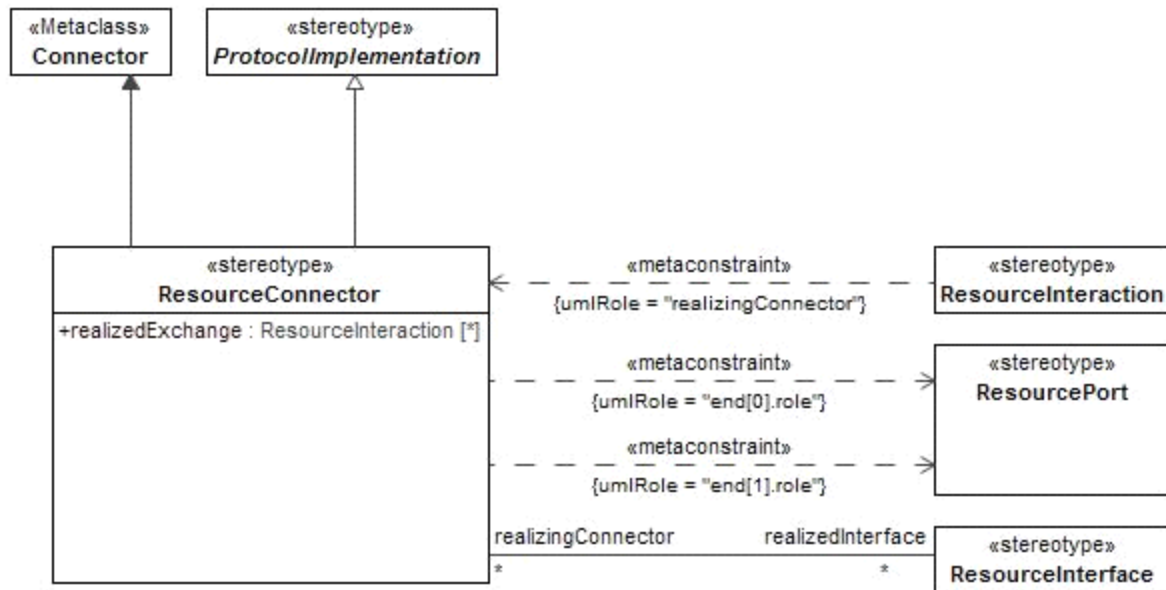 «Metaclass»
Connector
«stereotype»
ProtocolImplementation
«stereotype»
ResourceConnector
+realizedExchange : ResourceInteraction [*]
«metaconstraint»
{umlRole = "realizingConnector"}
«stereotype»
ResourceInteraction
«metaconstraint»
{umlRole = "end[0].role"}
«stereotype»
ResourcePort
«metaconstraint»
{umlRole = "end[1].role"}
realizingConnector
*
realizedInterface
*
«stereotype»
ResourceInterface